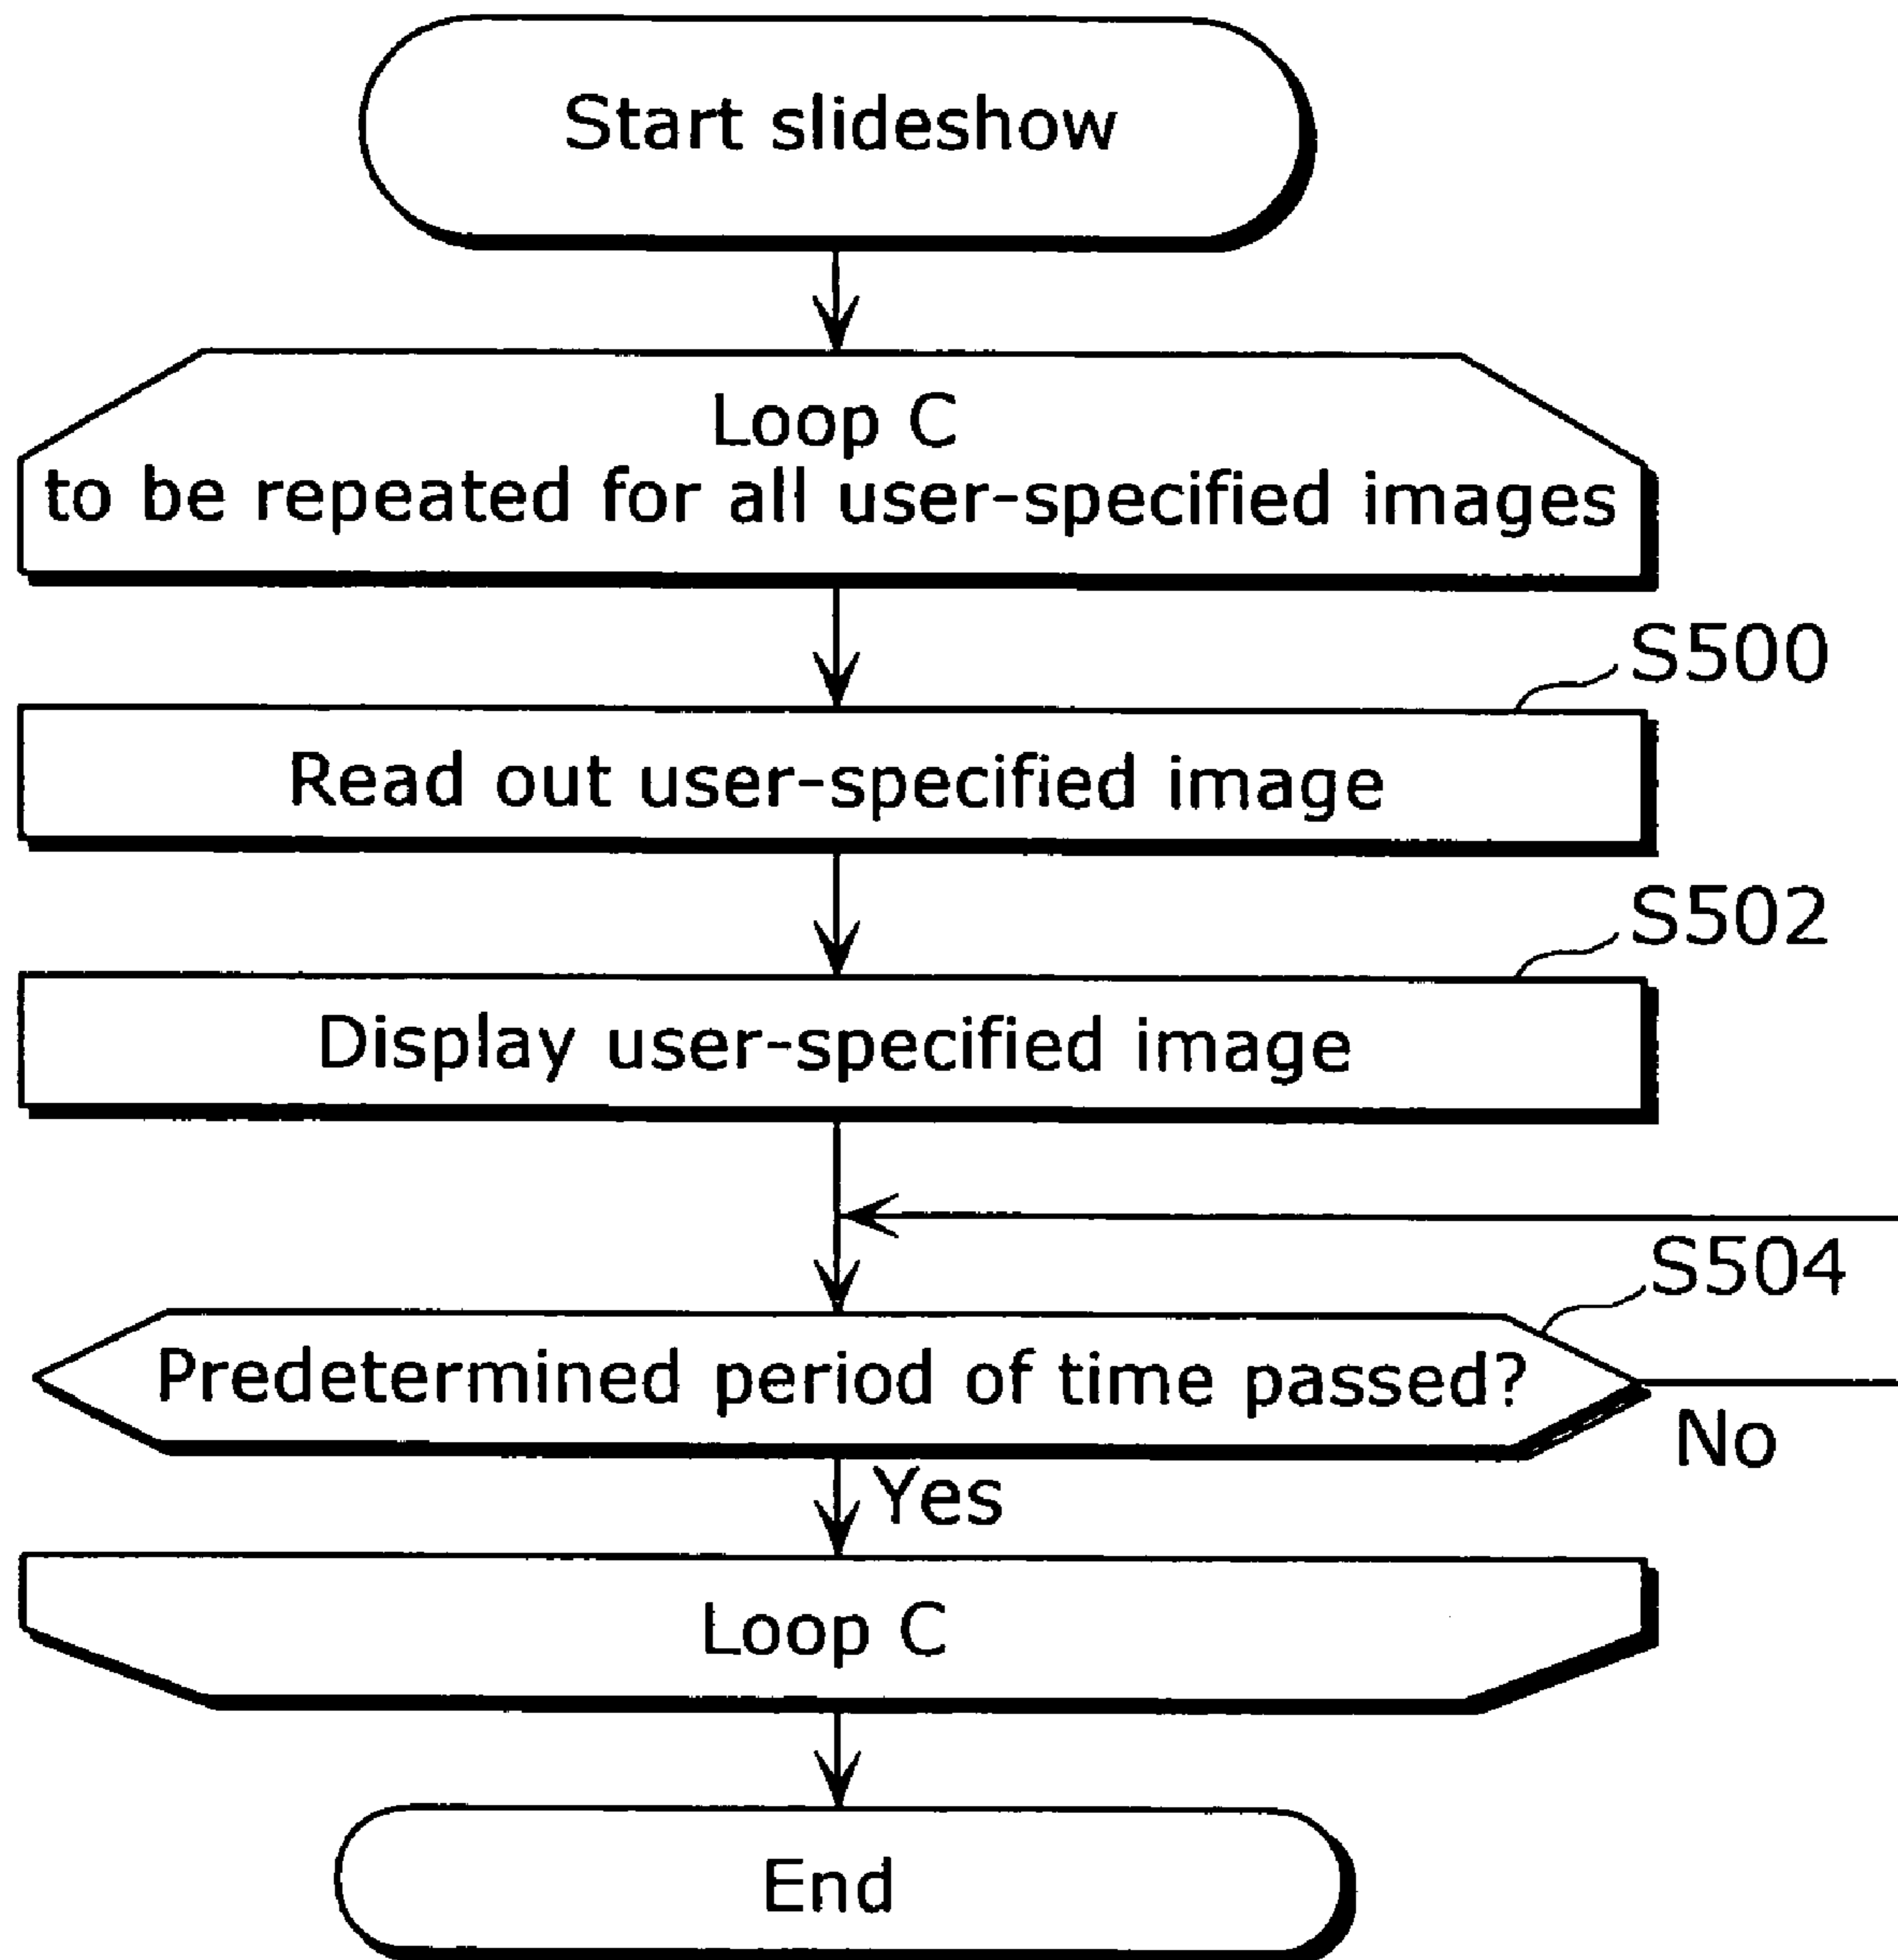 Start slideshow
Loop C
to be repeated for all user-specified images
S500
Read out user-specified image
S502
Display user-specified image
S504
Predetermined period of time passed?
No
Yes
Loop C
End